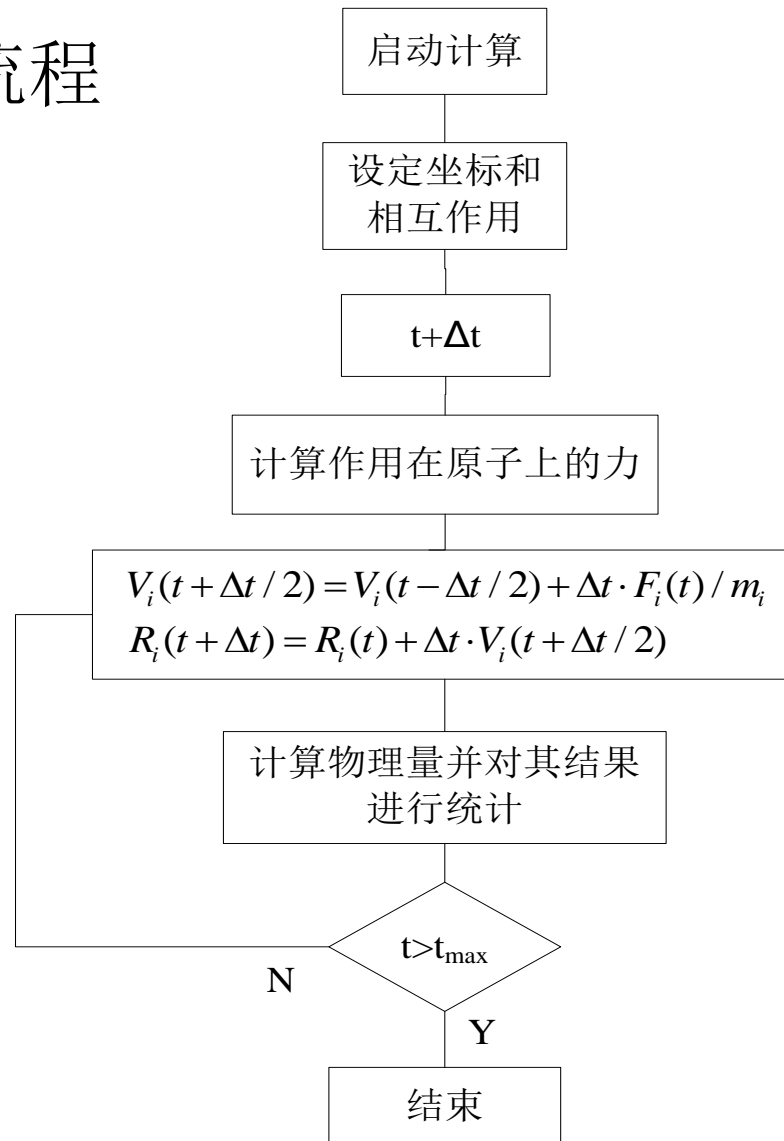 流程
启动计算
设定坐标和
相互作用
t+Δt
计算作用在原子上的力
V_i(t+Δt/2)=V_i(t−Δt/2)+Δt·F_i(t)/m_i
R_i(t+Δt)=R_i(t)+Δt·V_i(t+Δt/2)
计算物理量并对其结果
进行统计
t>t_max
N
Y
结束